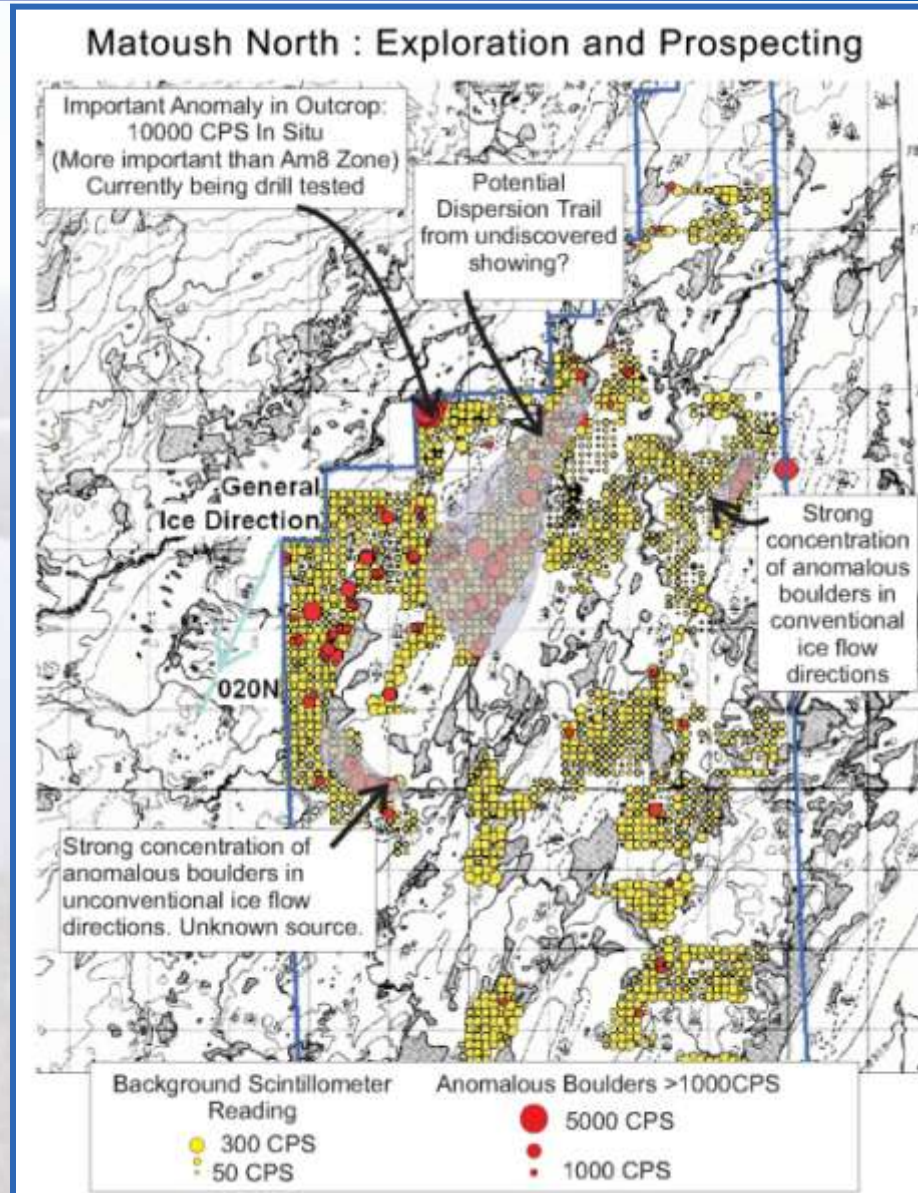 Matoush North : Exploration and Prospecting
Important Anomaly in Outcrop:
10000 CPS In Situ
(More important than Am8 Zone)
Currently being drill tested
Potential
Dispersion Trail
from undiscovered
showing?
General
Ice Direction
020N
Strong
concentration
of anomalous
boulders in
conventional
ice flow
directions
Strong concentration of
anomalous boulders in
unconventional ice flow
directions. Unknown source.
Background Scintillometer
Reading
300 CPS
50 CPS
Anomalous Boulders >1000CPS
5000 CPS
1000 CPS